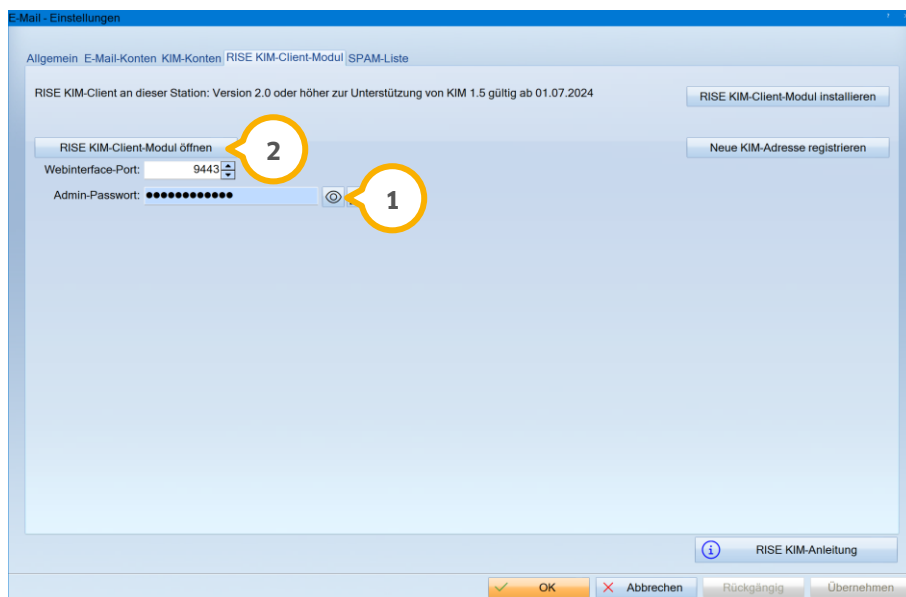 E-Mail - Einstellungen
Allgemein E-Mail-Konten KIM-Konten RISE KIM-Client-Modul SPAM-Liste
RISE KIM-Client an dieser Station: Version 2.0 oder höher zur Unterstützung von KIM 1.5 gültig ab 01.07.2024
RISE KIM-Client-Modul installieren
RISE KIM-Client-Modul öffnen
2
Neue KIM-Adresse registrieren
Webinterface-Port: 9443
Admin-Passwort: ●●●●●●●●●●●●
1
RISE KIM-Anleitung
OK
Abbrechen
Rückgängig
Übernehmen